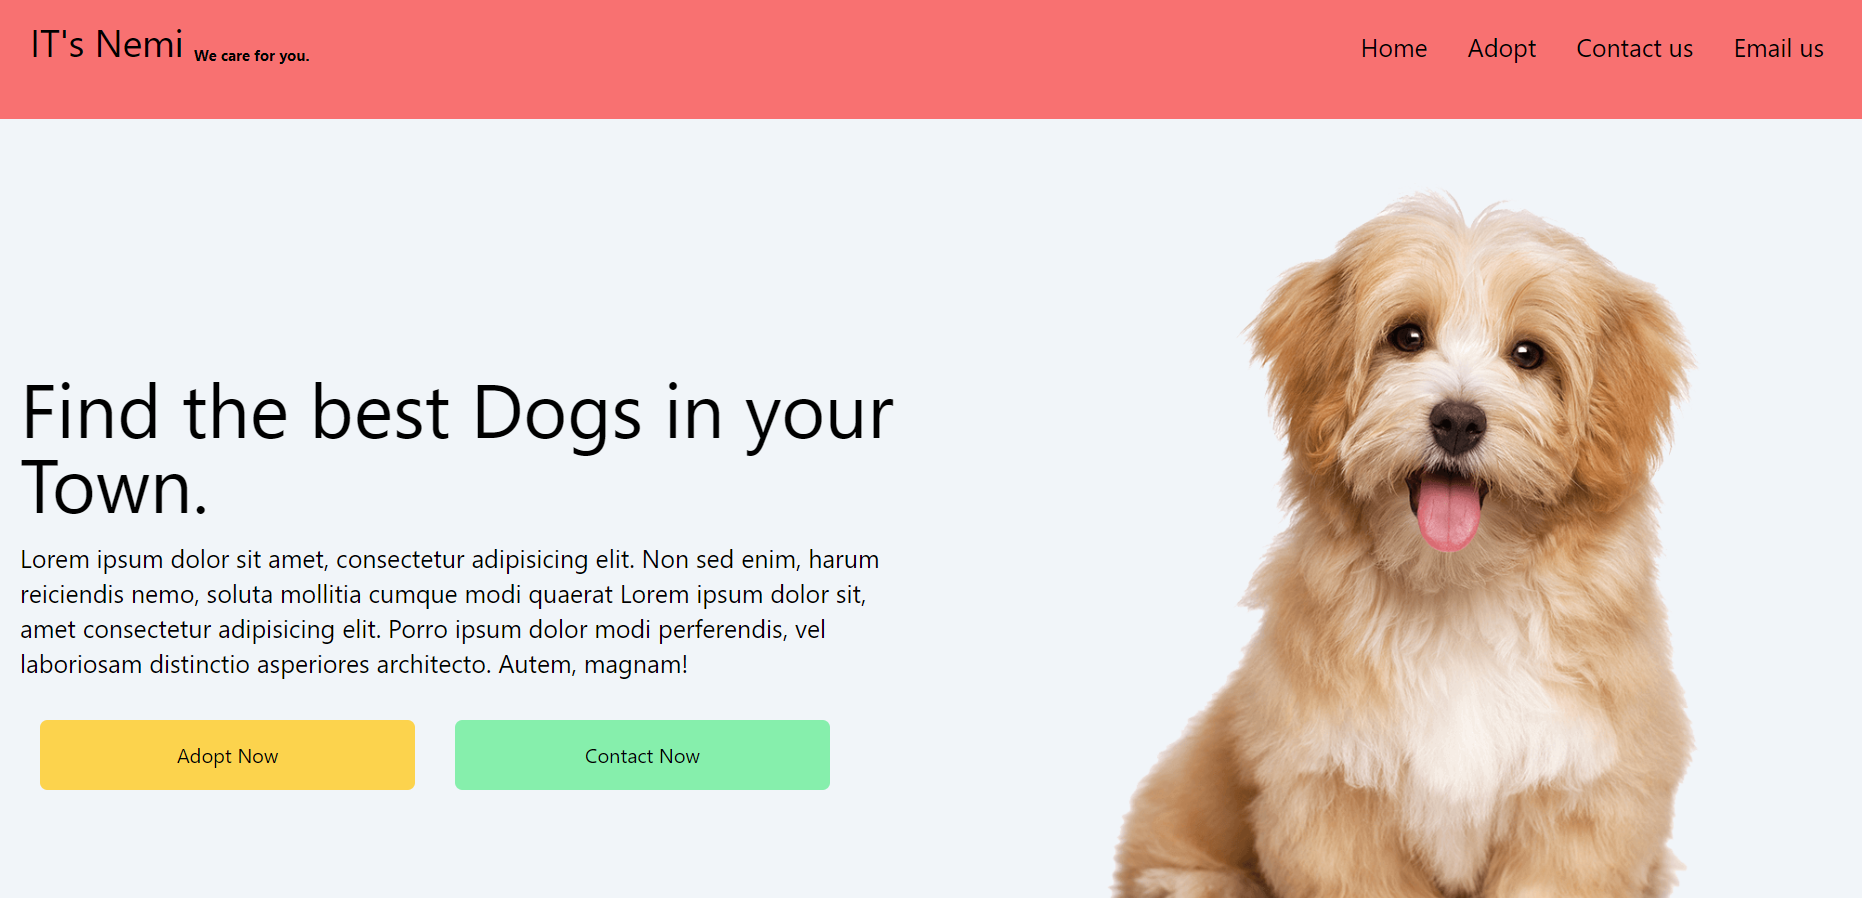 IT's Nemi We care for you.
Home Adopt Contact us Email us
Find the best Dogs in your
Town.
Lorem ipsum dolor sit amet, consectetur adipisicing elit. Non sed enim, harum
reiciendis nemo, soluta mollitia cumque modi quaerat Lorem ipsum dolor sit,
amet consectetur adipisicing elit. Porro ipsum dolor modi perferendis, vel
laboriosam distinctio asperiores architecto. Autem, magnam!
Adopt Now
Contact Now